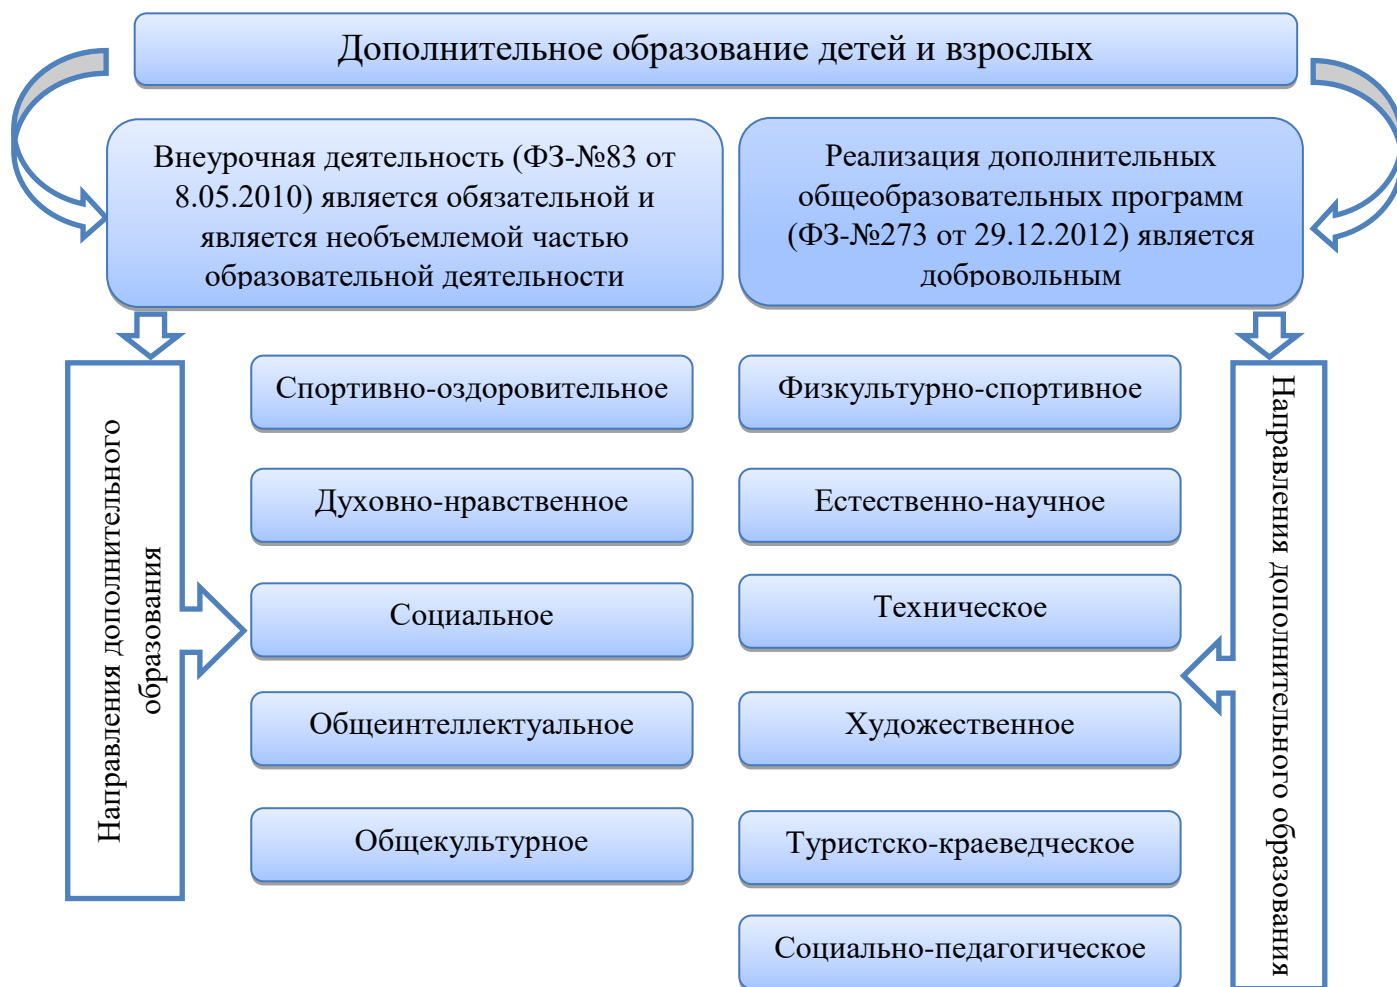 Дополнительное образование детей и взрослых
Внеурочная деятельность (ФЗ-№83 от
8.05.2010) является обязательной и
является необъемлемой частью
образовательной деятельности
Реализация дополнительных
общеобразовательных программ
(ФЗ-№273 от 29.12.2012) является
добровольным
Направления дополнительного
образования
Спортивно-оздоровительное
Духовно-нравственное
Социальное
Общеинтеллектуальное
Общекультурное
Физкультурно-спортивное
Естественно-научное
Техническое
Художественное
Туристско-краеведческое
Социально-педагогическое
Направления дополнительного образования